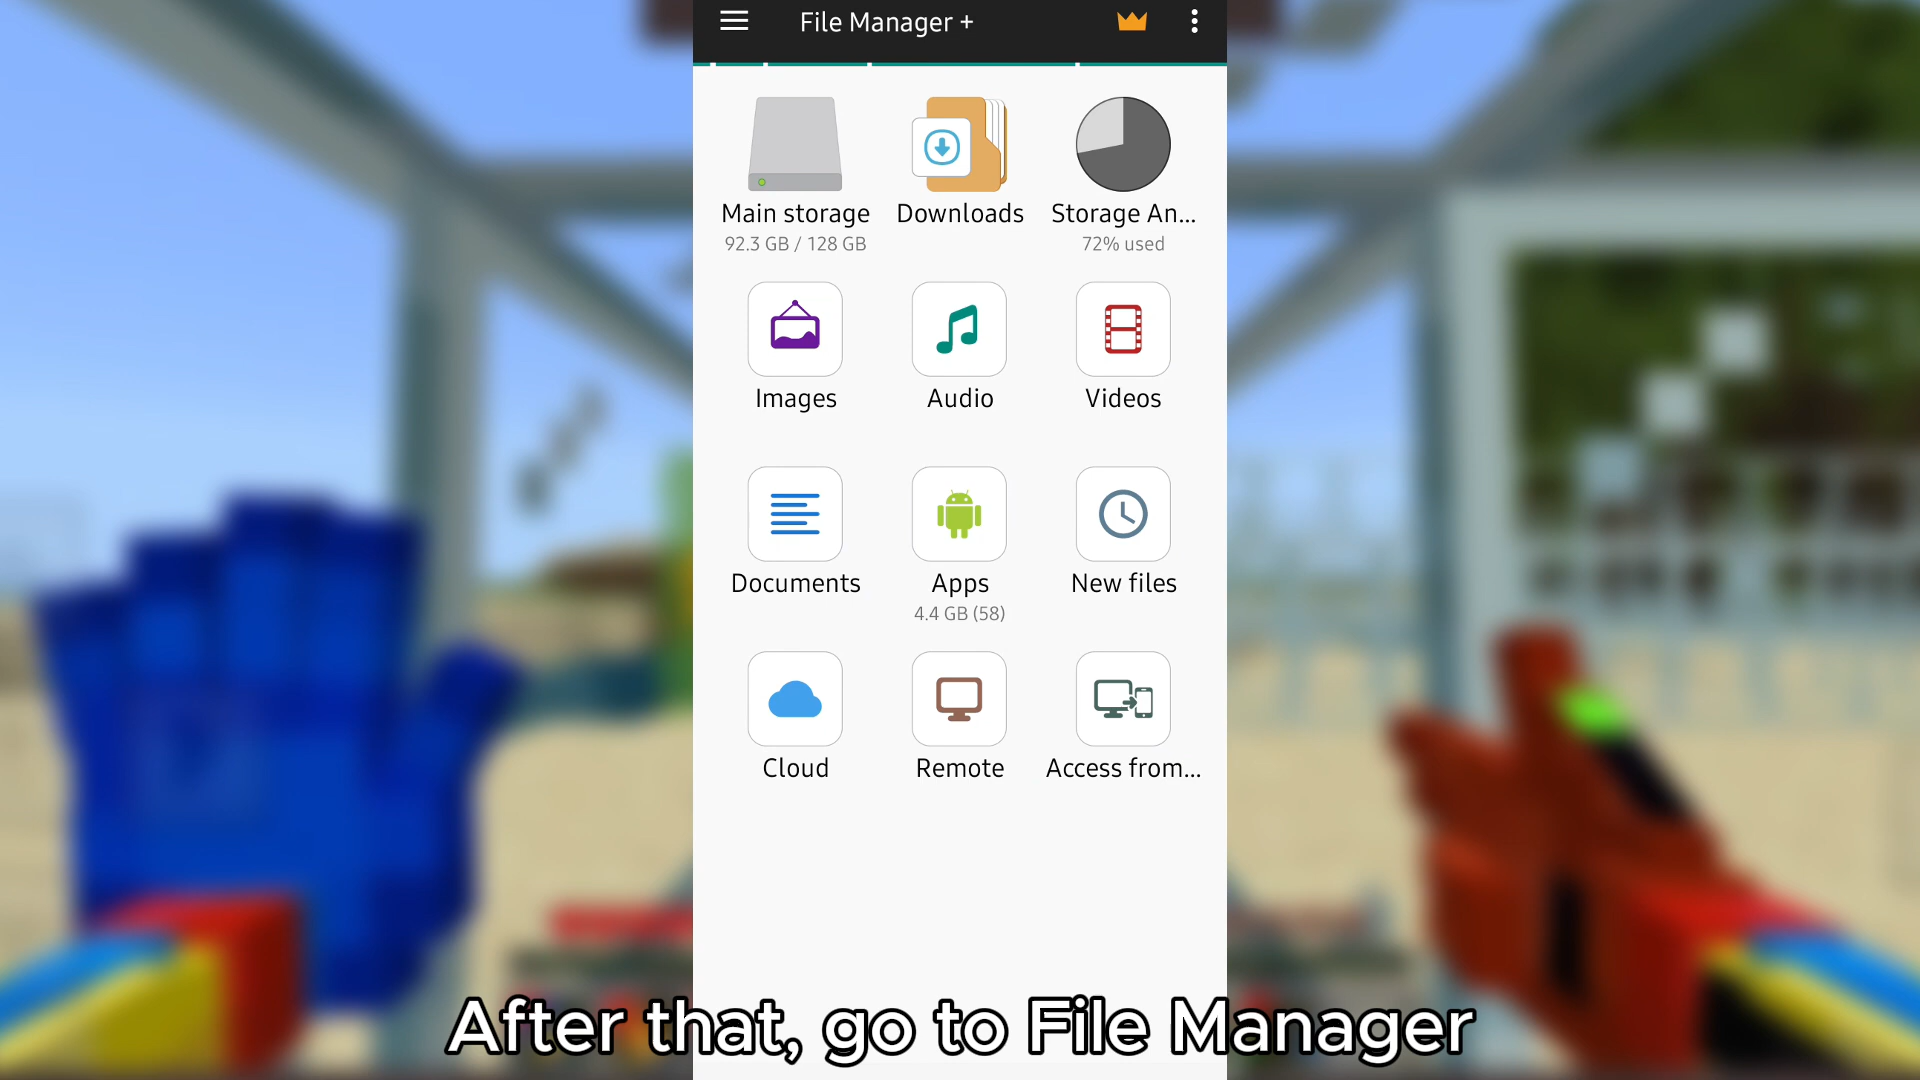 File Manager +
Main storage
92.3 GB / 128 GB
Downloads
Storage An...
72% used
Images
Audio
Videos
Documents
Apps
4.4 GB (58)
New files
Cloud
Remote
Access from...
After that, go to File Manager